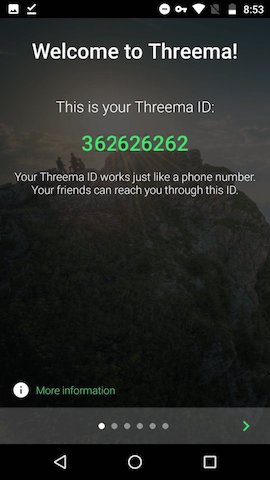 8:53
Welcome to Threema!
This is your Threema ID:
362626262
Your Threema ID works just like a phone number.
Your friends can reach you through this ID.
More information